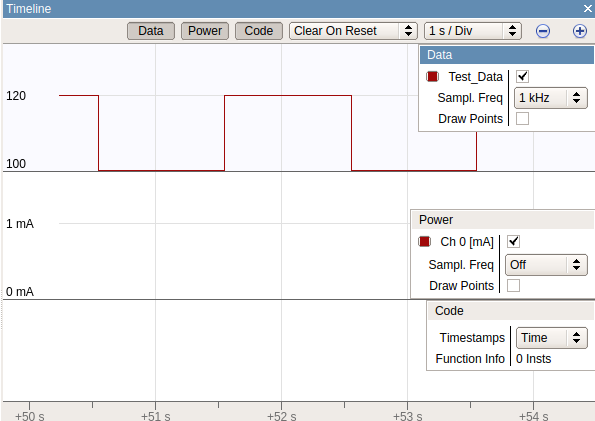 Timeline
Data Power Code Clear On Reset 1 s / Div
Data
Test_Data
Sampl. Freq 1 kHz
Draw Points
120
100
1 mA
0 mA
Power
Ch 0 [mA]
Sampl. Freq Off
Draw Points
Code
Timestamps Time
Function Info 0 Insts
+50 s +51 s +52 s +53 s +54 s